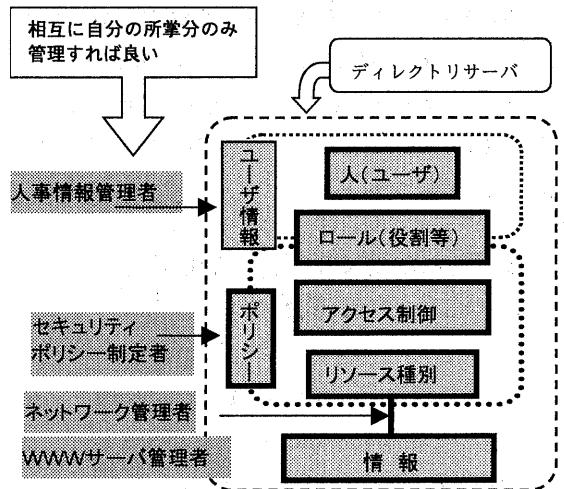 相互に自分の所掌分のみ
管理すれば良い
ディレクトリサーバ
人事情報管理者
ユーザ情報
人(ユーザ)
ロール(役割等)
セキュリティ
ポリシー制定者
ポリシー
アクセス制御
リソース種別
ネットワーク管理者
WWWサーバ管理者
情 報